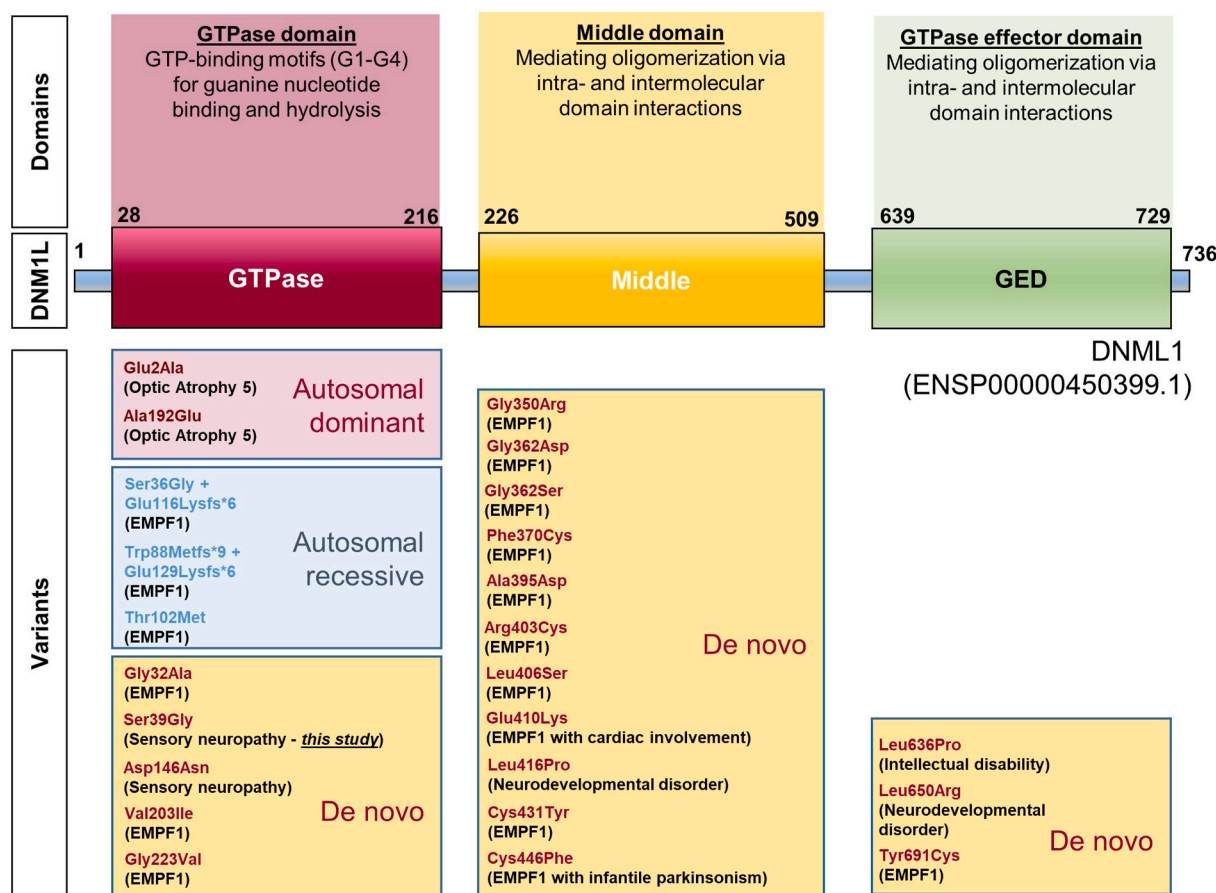 Domains
GTPase domain
GTP-binding motifs (G1-G4)
for guanine nucleotide
binding and hydrolysis
28 216
Middle domain
Mediating oligomerization via
intra- and intermolecular
domain interactions
226 509
GTPase effector domain
Mediating oligomerization via
intra- and intermolecular
domain interactions
639 729
DNM1L
1
GTPase
Middle
GED
736
DNML1
(ENSP00000450399.1)
Variants
Glu2Ala
(Optic Atrophy 5)
Ala192Glu
(Optic Atrophy 5)
Autosomal
dominant
Ser36Gly +
Glu116Lysfs*6
(EMPF1)
Trp88Metfs*9 +
Glu129Lysfs*6
(EMPF1)
Thr102Met
(EMPF1)
Autosomal
recessive
Gly32Ala
(EMPF1)
Ser39Gly
(Sensory neuropathy - this study)
Asp146Asn
(Sensory neuropathy)
Val203Ile
(EMPF1)
Gly223Val
(EMPF1)
De novo
Gly350Arg
(EMPF1)
Gly362Asp
(EMPF1)
Gly362Ser
(EMPF1)
Phe370Cys
(EMPF1)
Ala395Asp
(EMPF1)
Arg403Cys
(EMPF1)
Leu406Ser
(EMPF1)
Glu410Lys
(EMPF1 with cardiac involvement)
Leu416Pro
(Neurodevelopmental disorder)
Cys431Tyr
(EMPF1)
Cys446Phe
(EMPF1 with infantile parkinsonism)
De novo
Leu636Pro
(Intellectual disability)
Leu650Arg
(Neurodevelopmental
disorder)
Tyr691Cys
(EMPF1)
De novo